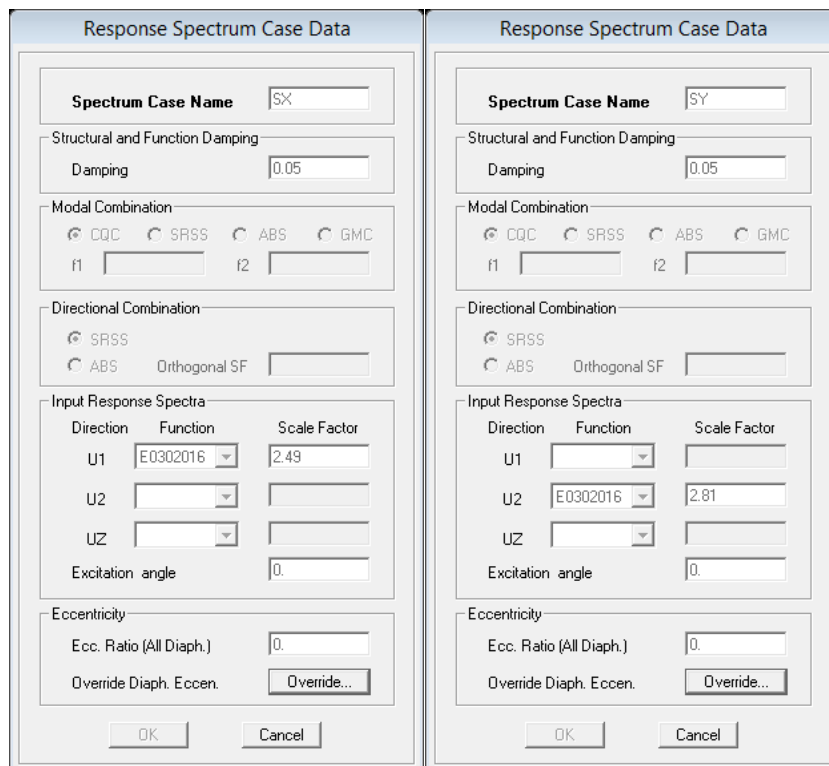 Response Spectrum Case Data
Spectrum Case Name SX
Structural and Function Damping
Damping 0.05
Modal Combination
CQC SRSS ABS GMC
f1 f2
Directional Combination
SRSS
ABS Orthogonal SF
Input Response Spectra
Direction Function Scale Factor
U1 E0302016 2.49
U2
UZ
Excitation angle 0.
Eccentricity
Ecc. Ratio (All Diaph.) 0.
Override Diaph. Eccen. Override...
OK Cancel
Response Spectrum Case Data
Spectrum Case Name SY
Structural and Function Damping
Damping 0.05
Modal Combination
CQC SRSS ABS GMC
f1 f2
Directional Combination
SRSS
ABS Orthogonal SF
Input Response Spectra
Direction Function Scale Factor
U1
U2 E0302016 2.81
UZ
Excitation angle 0.
Eccentricity
Ecc. Ratio (All Diaph.) 0.
Override Diaph. Eccen. Override...
OK Cancel